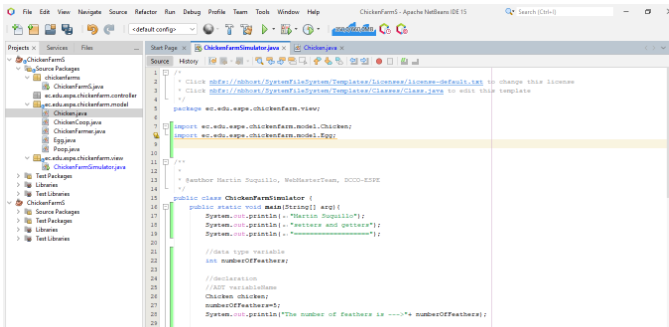 File Edit View Navigate Source Refactor Run Debug Profile Team Tools Window Help
ChickenFarmS - Apache NetBeans IDE 15
Search (Ctrl+I)
<default config>
Projects Services Files
ChickenFarmS
Source Packages
chickenfarms
ChickenFarmS.java
ec.edu.espe.chickenfarm.controller
ec.edu.espe.chickenfarm.model
Chicken.java
ChickenCoop.java
ChickenFarmer.java
Egg.java
Poop.java
ec.edu.espe.chickenfarm.view
ChickenFarmSimulator.java
Test Packages
Libraries
Test Libraries
ChickenFarmS
Source Packages
Test Packages
Libraries
Test Libraries
Start Page ChickenFarmSimulator.java Chicken.java
Source History
1 /*
2 * Click nbfs://nbhost/SystemFileSystem/Templates/Licenses/license-default.txt to change this license
3 * Click nbfs://nbhost/SystemFileSystem/Templates/Classes/Class.java to edit this template
4 */
5 package ec.edu.espe.chickenfarm.view;
6
7 import ec.edu.espe.chickenfarm.model.Chicken;
import ec.edu.espe.chickenfarm.model.Egg;
9
10
11 /**
12 *
13 * @author Martin Suquillo, WebMasterTeam, DCCO-ESPE
14 */
15 public class ChickenFarmSimulator {
16 public static void main(String[] arg){
17 System.out.println("Martin Suquillo");
18 System.out.println("setters and getters");
19 System.out.println("===================");
20
21 //data type variable
22 int numberOfFeathers;
23
24 //declaration
25 //ADT variableName
26 Chicken chicken;
27 numberOfFeathers=5;
28 System.out.println("The number of feathers is --->"+ numberOfFeathers);
29